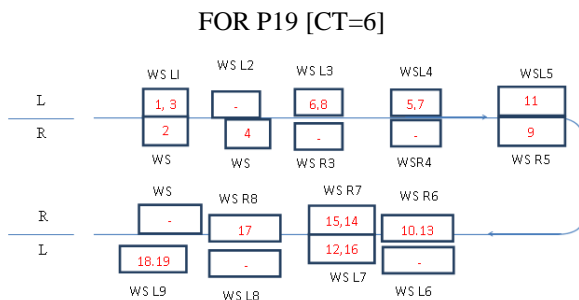 FOR P19 [CT=6]
WS L1 WS L2 WS L3 WSL4 WSL5
L 1, 3 - 6,8 5,7 11
R 2 4 - - 9
WS WS WS R3 WSR4 WS R5
WS WS R8 WS R7 WS R6
R - 17 15,14 10.13
L 18.19 - 12,16 -
WS L9 WS L8 WS L7 WS L6